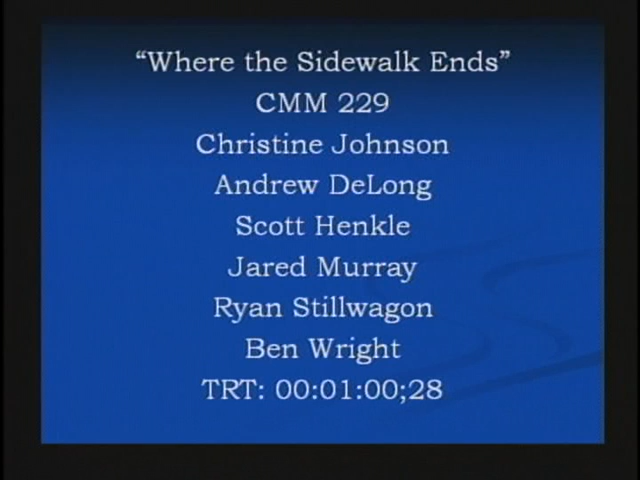 “Where the Sidewalk Ends”
CMM 229
Christine Johnson
Andrew DeLong
Scott Henkle
Jared Murray
Ryan Stillwagon
Ben Wright
TRT: 00:01:00;28